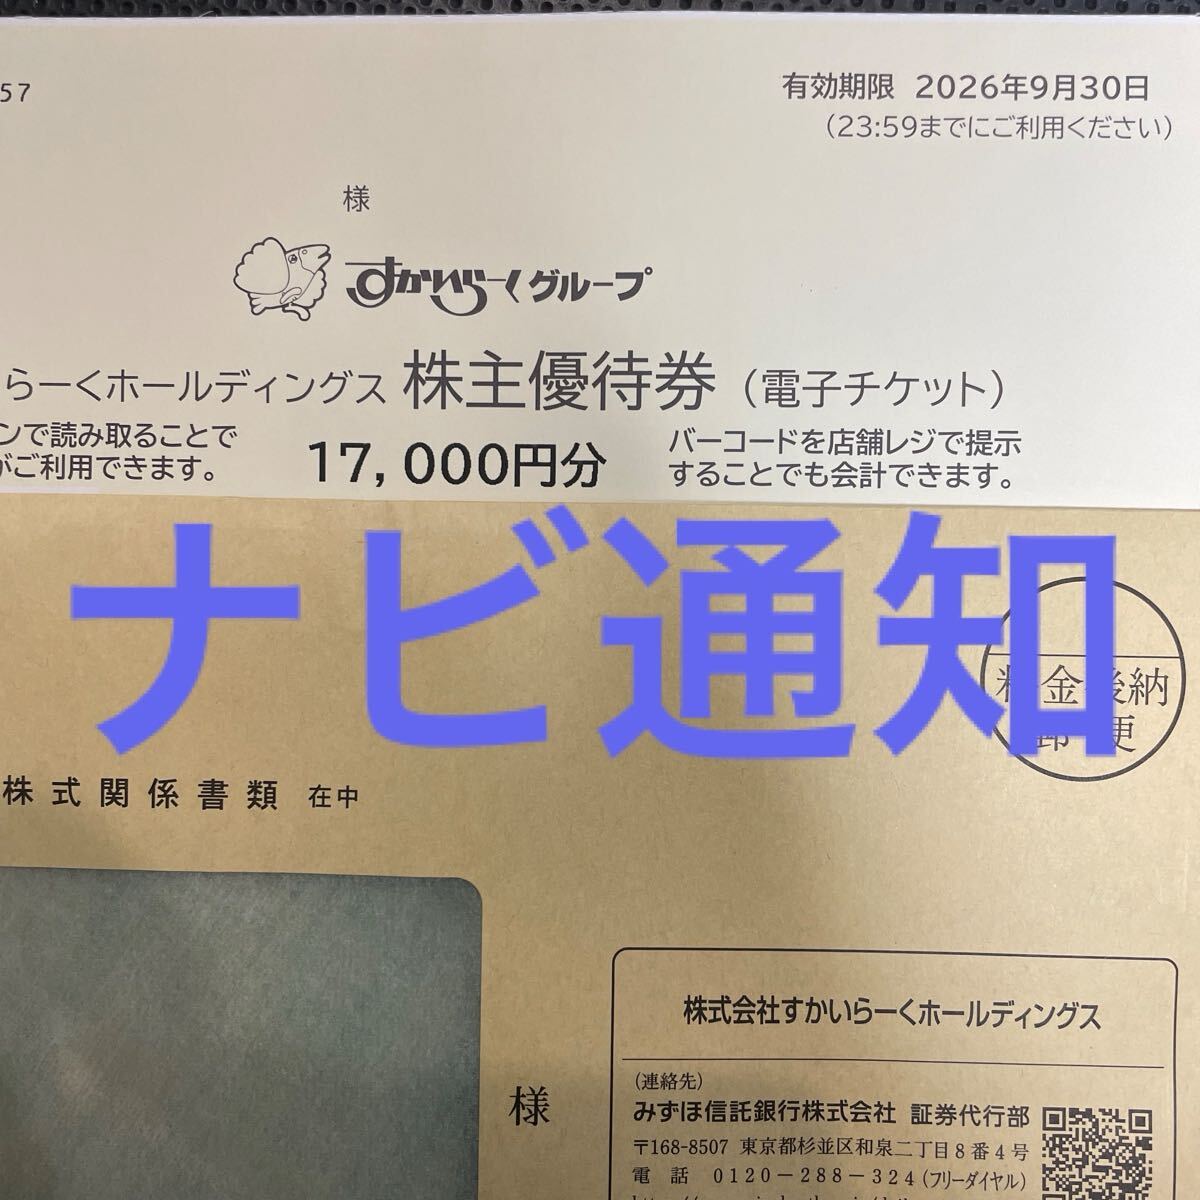 57
有効期限 2026年9月30日
（23:59までにご利用ください）
様
すかいらーくグループ
らーくホールディングス 株主優待券（電子チケット）
ンで読み取ることで
がご利用できます。
17,000円分
バーコードを店舗レジで提示
することでも会計できます。
ナビ通知
料金後納
郵便
株式関係書類 在中
様
株式会社すかいらーくホールディングス
(連絡先)
みずほ信託銀行株式会社 証券代行部
〒168-8507 東京都杉並区和泉二丁目8番4号
電話 0120-288-324(フリーダイヤル)